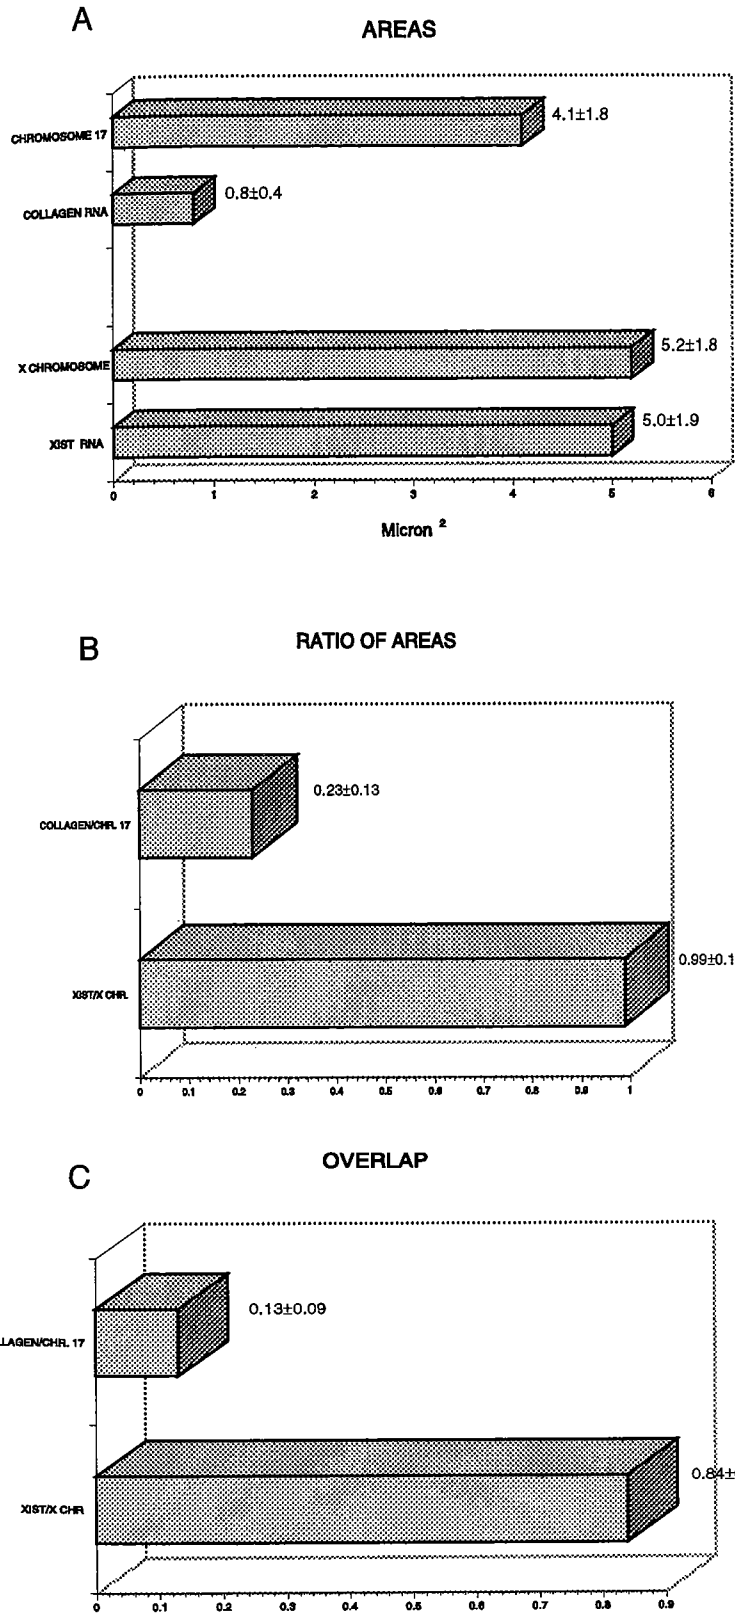 A
AREAS
CHROMOSOME 17
4.1±1.8
COLLAGEN RNA
0.8±0.4
X CHROMOSOME
5.2±1.8
XIST RNA
5.0±1.9
0 1 2 3 4 5 6
Micron 2
B
RATIO OF AREAS
COLLAGEN/CHR. 17
0.23±0.13
XIST/X CHR.
0.99±0.1
0 0.1 0.2 0.3 0.4 0.5 0.6 0.7 0.8 0.9 1
C
OVERLAP
LLAGEN/CHR. 17
0.13±0.09
XIST/X CHR
0.84±
0 0.1 0.2 0.3 0.4 0.5 0.6 0.7 0.8 0.9